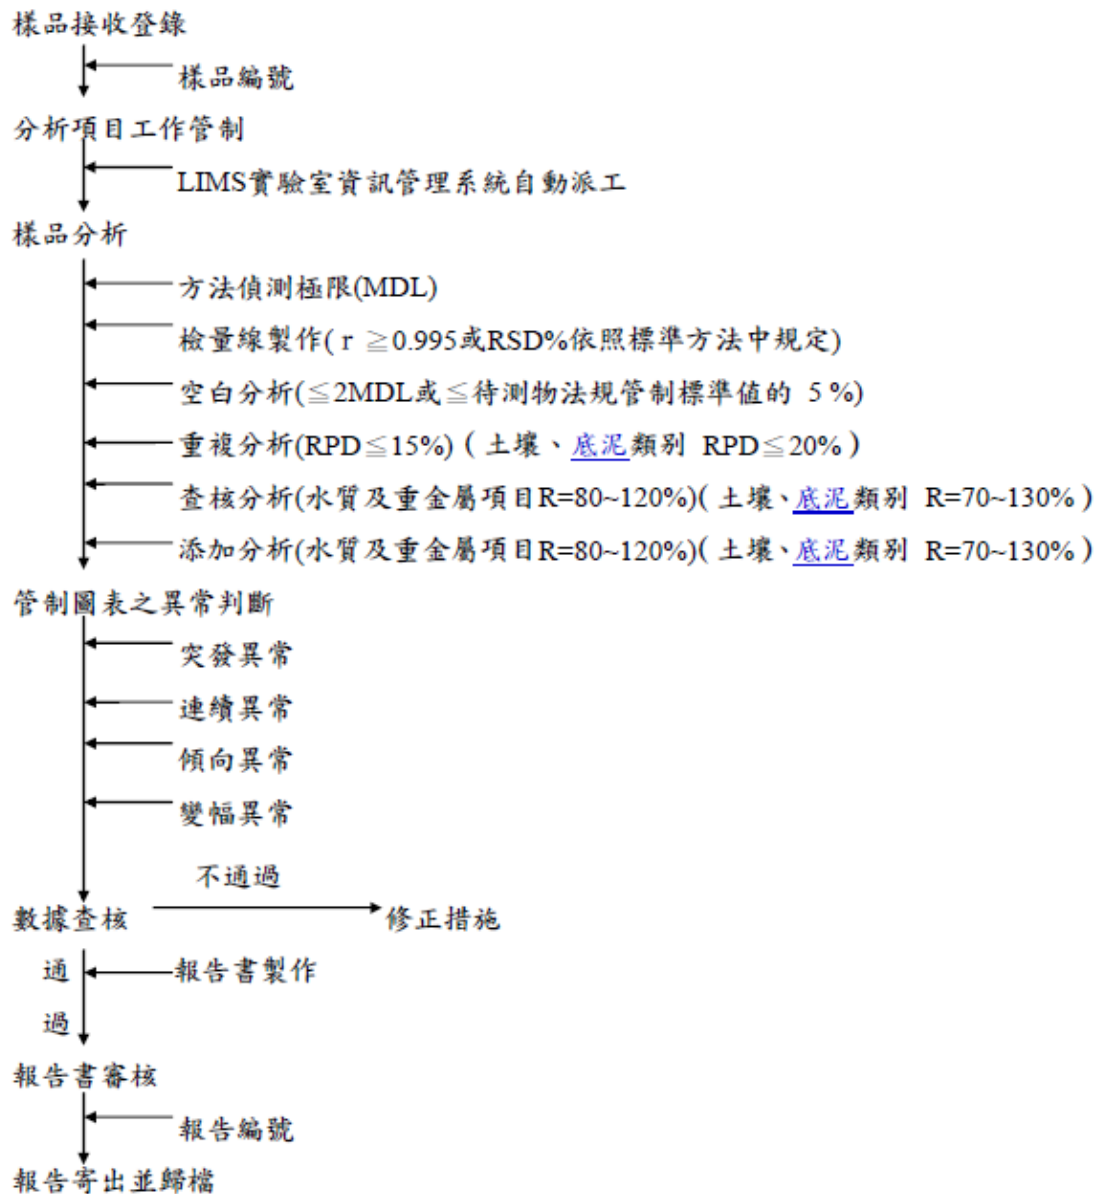 樣品接收登錄
樣品編號
分析項目工作管制
LIMS實驗室資訊管理系統自動派工
樣品分析
方法偵測極限(MDL)
檢量線製作( r ≧0.995或RSD%依照標準方法中規定)
空白分析(≦2MDL或≦待測物法規管制標準值的 5 %)
重複分析(RPD≦15%) ( 土壤、底泥類別 RPD≦20% )
查核分析(水質及重金屬項目R=80~120%)( 土壤、底泥類別 R=70~130% )
添加分析(水質及重金屬項目R=80~120%)( 土壤、底泥類別 R=70~130% )
管制圖表之異常判斷
突發異常
連續異常
傾向異常
變幅異常
不通過
數據查核 修正措施
通 報告書製作
過
報告書審核
報告編號
報告寄出並歸檔